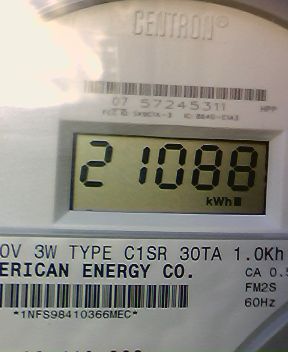 CENTRON®
07 57245311
HPP
21088
kWh
0V 3W TYPE C1SR 30TA 1.0Kh
ERICAN ENERGY CO.
CA 0.5
FM2S
60Hz
*1NFS98410366MEC*